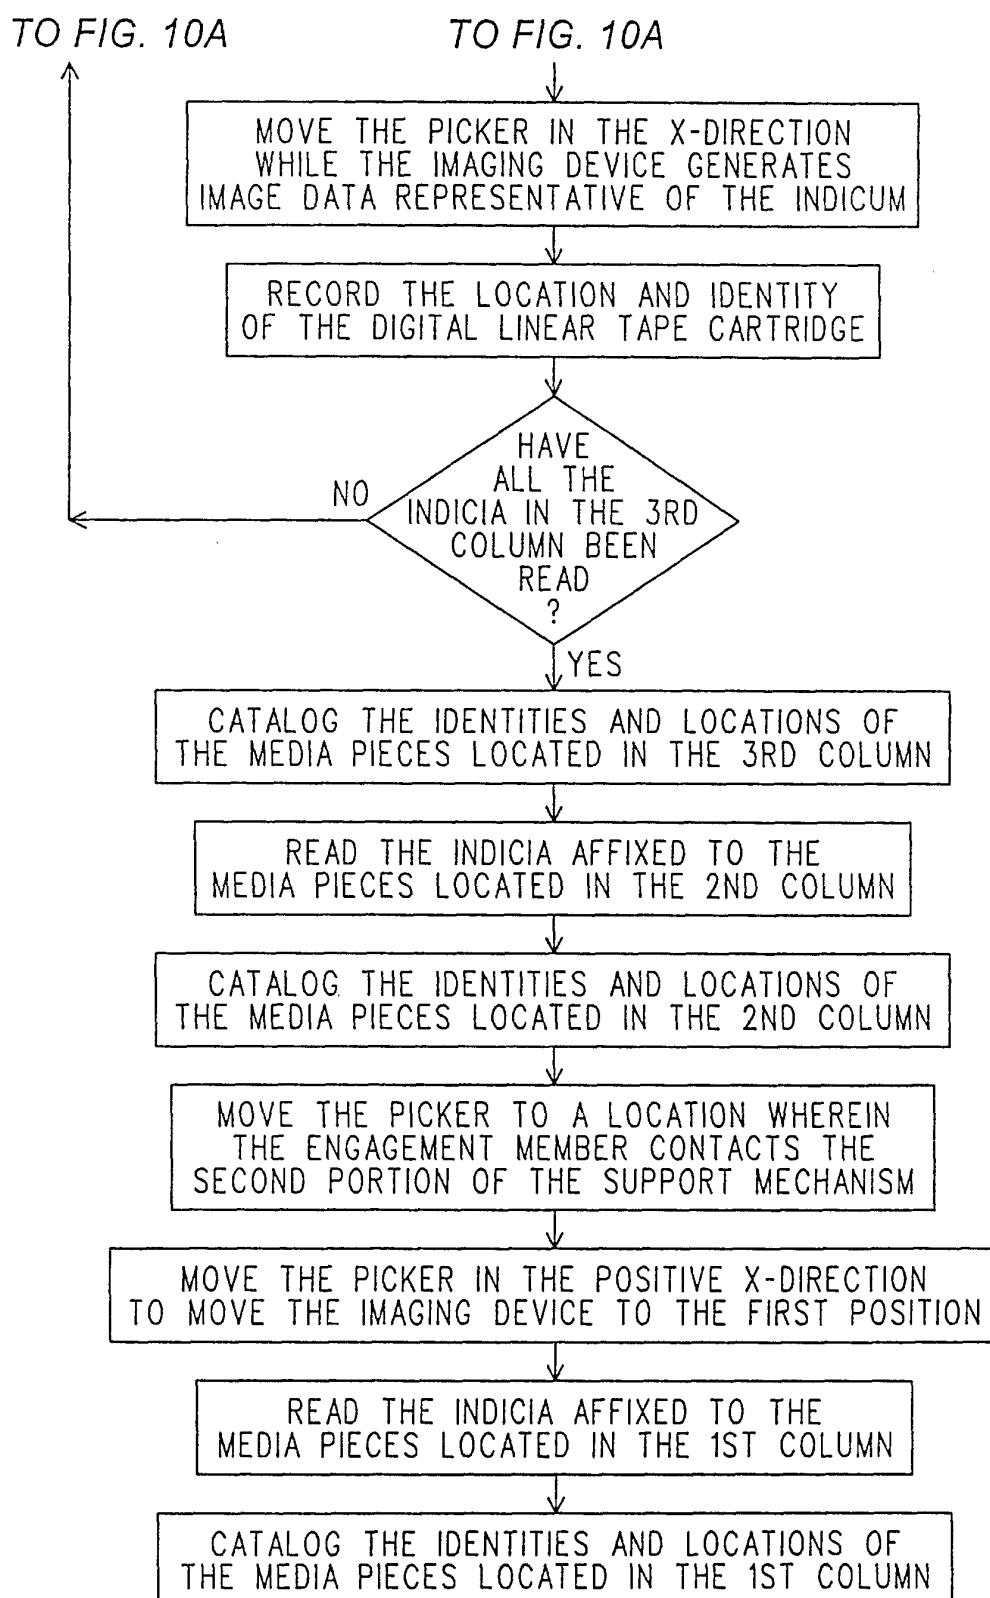 TO FIG. 10A
TO FIG. 10A
MOVE THE PICKER IN THE X-DIRECTION
WHILE THE IMAGING DEVICE GENERATES
IMAGE DATA REPRESENTATIVE OF THE INDICUM
RECORD THE LOCATION AND IDENTITY
OF THE DIGITAL LINEAR TAPE CARTRIDGE
HAVE
ALL THE
INDICIA IN THE 3RD
COLUMN BEEN
READ
?
NO
YES
CATALOG THE IDENTITIES AND LOCATIONS OF
THE MEDIA PIECES LOCATED IN THE 3RD COLUMN
READ THE INDICIA AFFIXED TO THE
MEDIA PIECES LOCATED IN THE 2ND COLUMN
CATALOG THE IDENTITIES AND LOCATIONS OF
THE MEDIA PIECES LOCATED IN THE 2ND COLUMN
MOVE THE PICKER TO A LOCATION WHEREIN
THE ENGAGEMENT MEMBER CONTACTS THE
SECOND PORTION OF THE SUPPORT MECHANISM
MOVE THE PICKER IN THE POSITIVE X-DIRECTION
TO MOVE THE IMAGING DEVICE TO THE FIRST POSITION
READ THE INDICIA AFFIXED TO THE
MEDIA PIECES LOCATED IN THE 1ST COLUMN
CATALOG THE IDENTITIES AND LOCATIONS OF
THE MEDIA PIECES LOCATED IN THE 1ST COLUMN